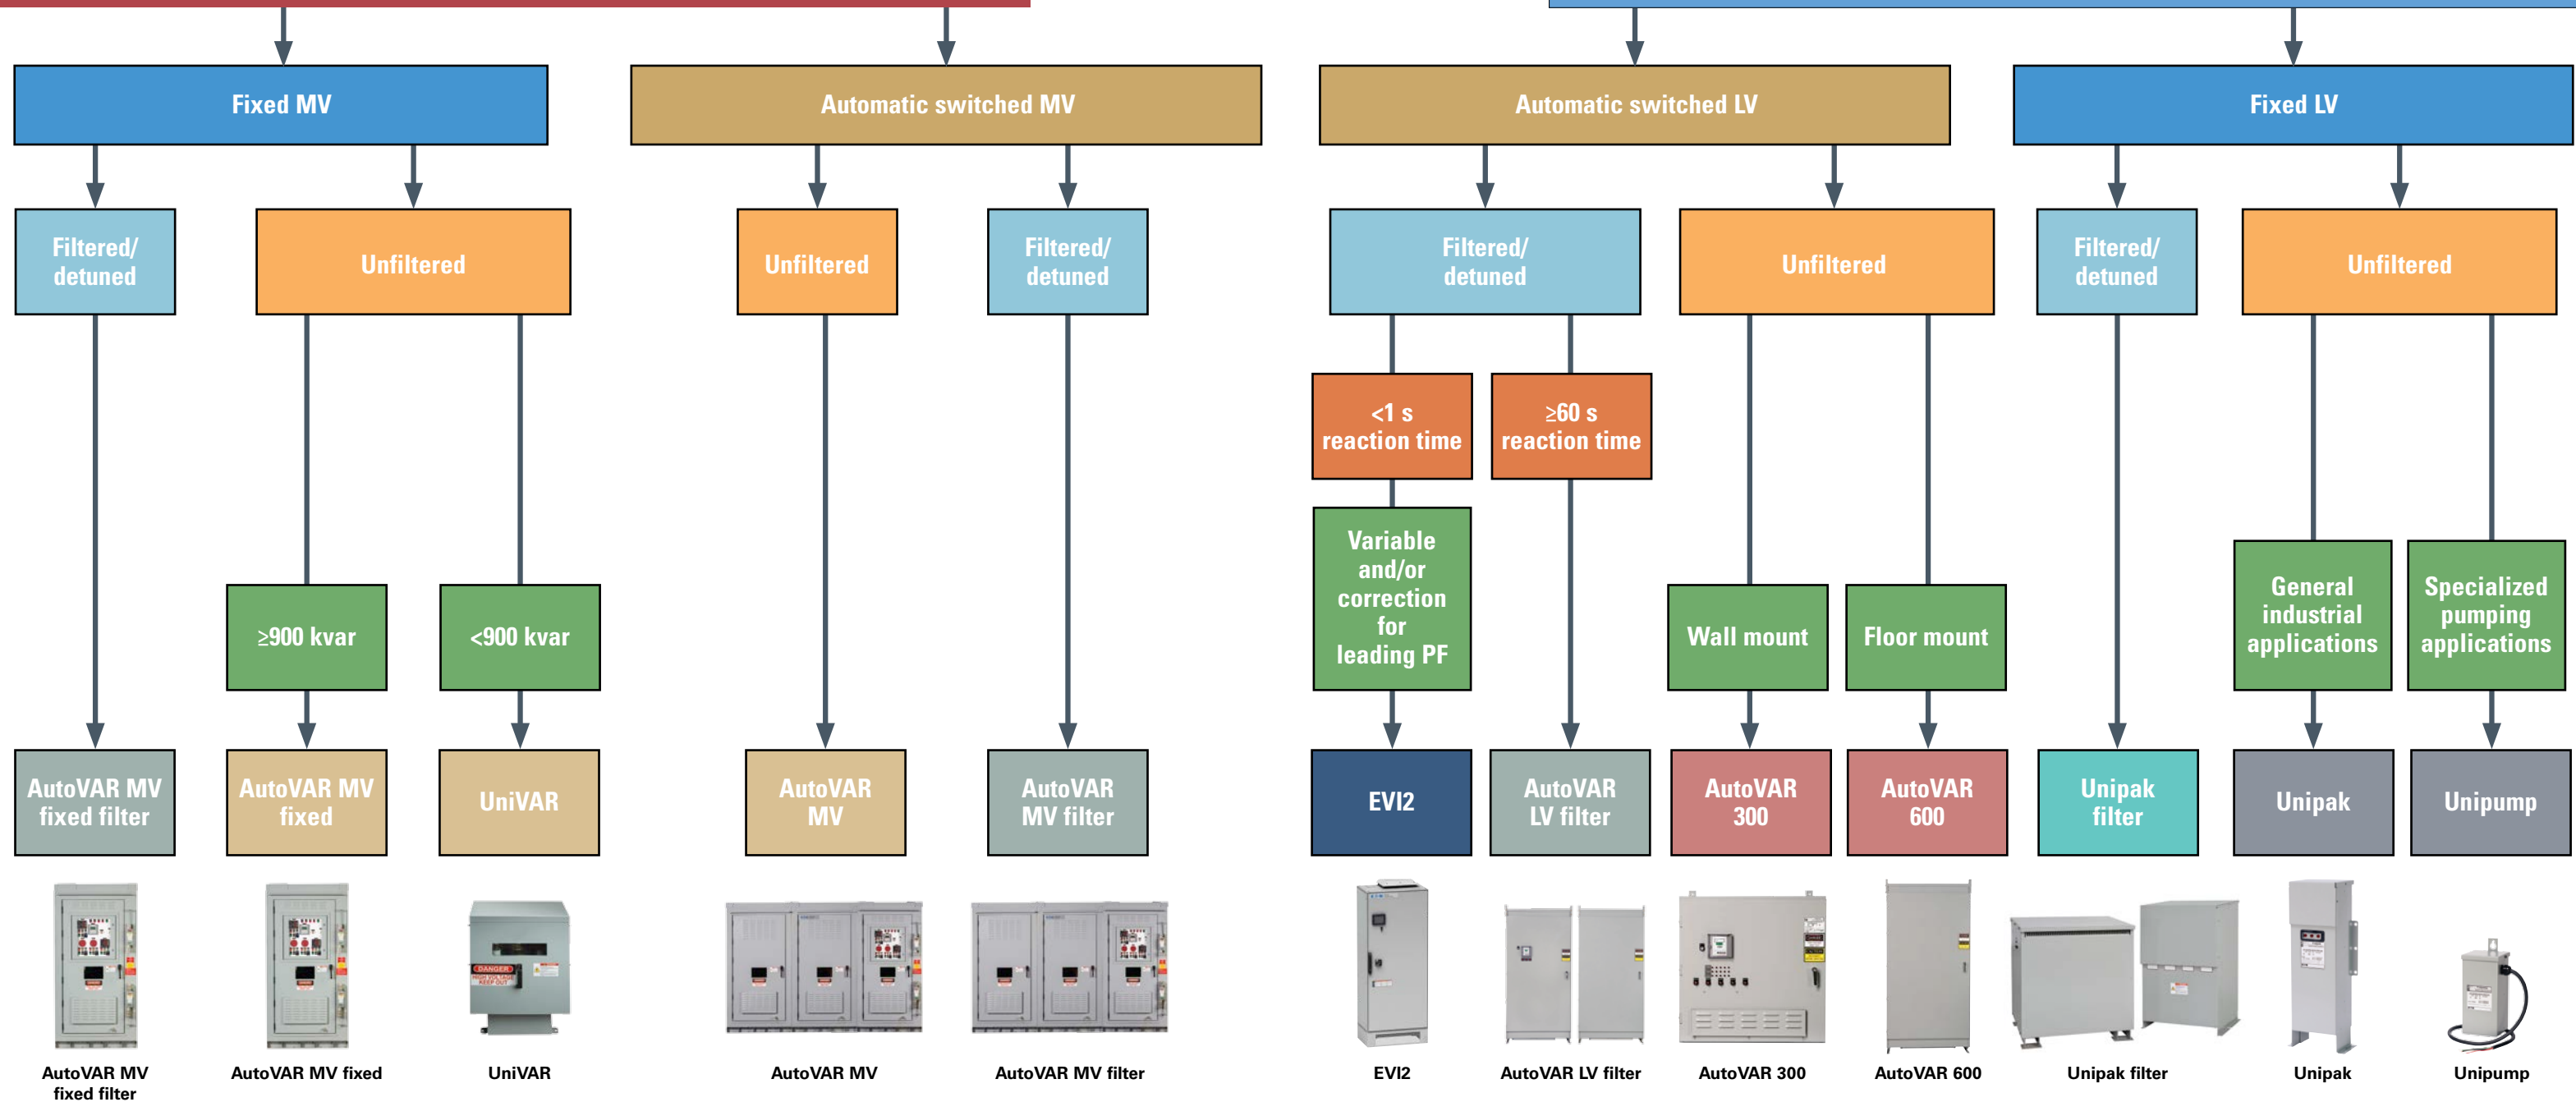 Fixed MV
Automatic switched MV
Automatic switched LV
Fixed LV
Filtered/
detuned
Unfiltered
Unfiltered
Filtered/
detuned
Filtered/
detuned
Unfiltered
Filtered/
detuned
Unfiltered
<1 s
reaction time
≥60 s
reaction time
Variable
and/or
correction
for
leading PF
General
industrial
applications
Specialized
pumping
applications
≥900 kvar
<900 kvar
Wall mount
Floor mount
AutoVAR MV
fixed filter
AutoVAR MV
fixed
UniVAR
AutoVAR
MV
AutoVAR
MV filter
EVI2
AutoVAR
LV filter
AutoVAR
300
AutoVAR
600
Unipak
filter
Unipak
Unipump
DANGER
HIGH VOLTAGE
KEEP OUT
AutoVAR MV
fixed filter
AutoVAR MV fixed
UniVAR
AutoVAR MV
AutoVAR MV filter
EVI2
AutoVAR LV filter
AutoVAR 300
AutoVAR 600
Unipak filter
Unipak
Unipump